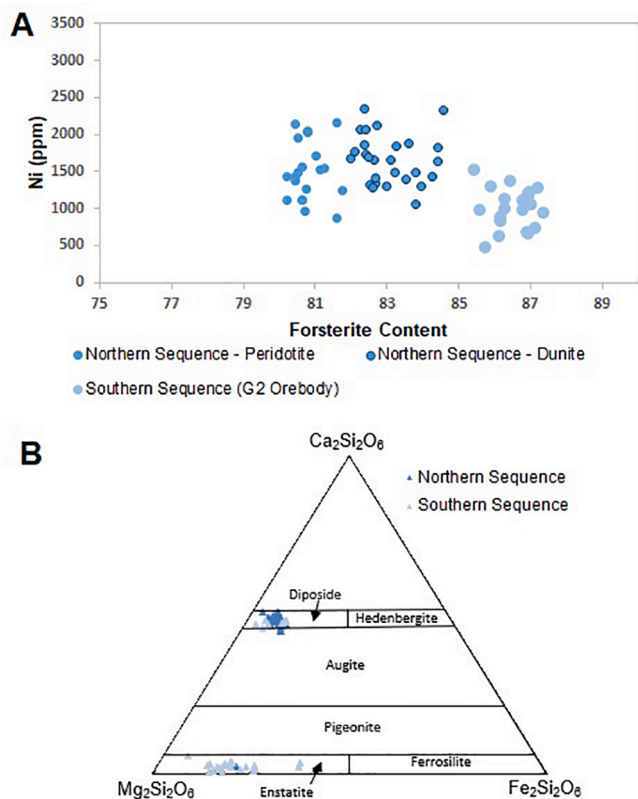 A
3500
3000
2500
2000
1500
1000
500
0
Ni (ppm)
75 77 79 81 83 85 87 89
Forsterite Content
Northern Sequence - Peridotite Northern Sequence - Dunite
Southern Sequence (G2 Orebody)
B
Ca₂Si₂O₆
Northern Sequence
Southern Sequence
Diposide
Hedenbergite
Augite
Pigeonite
Ferrosilite
Mg₂Si₂O₆ Enstatite Fe₂Si₂O₆